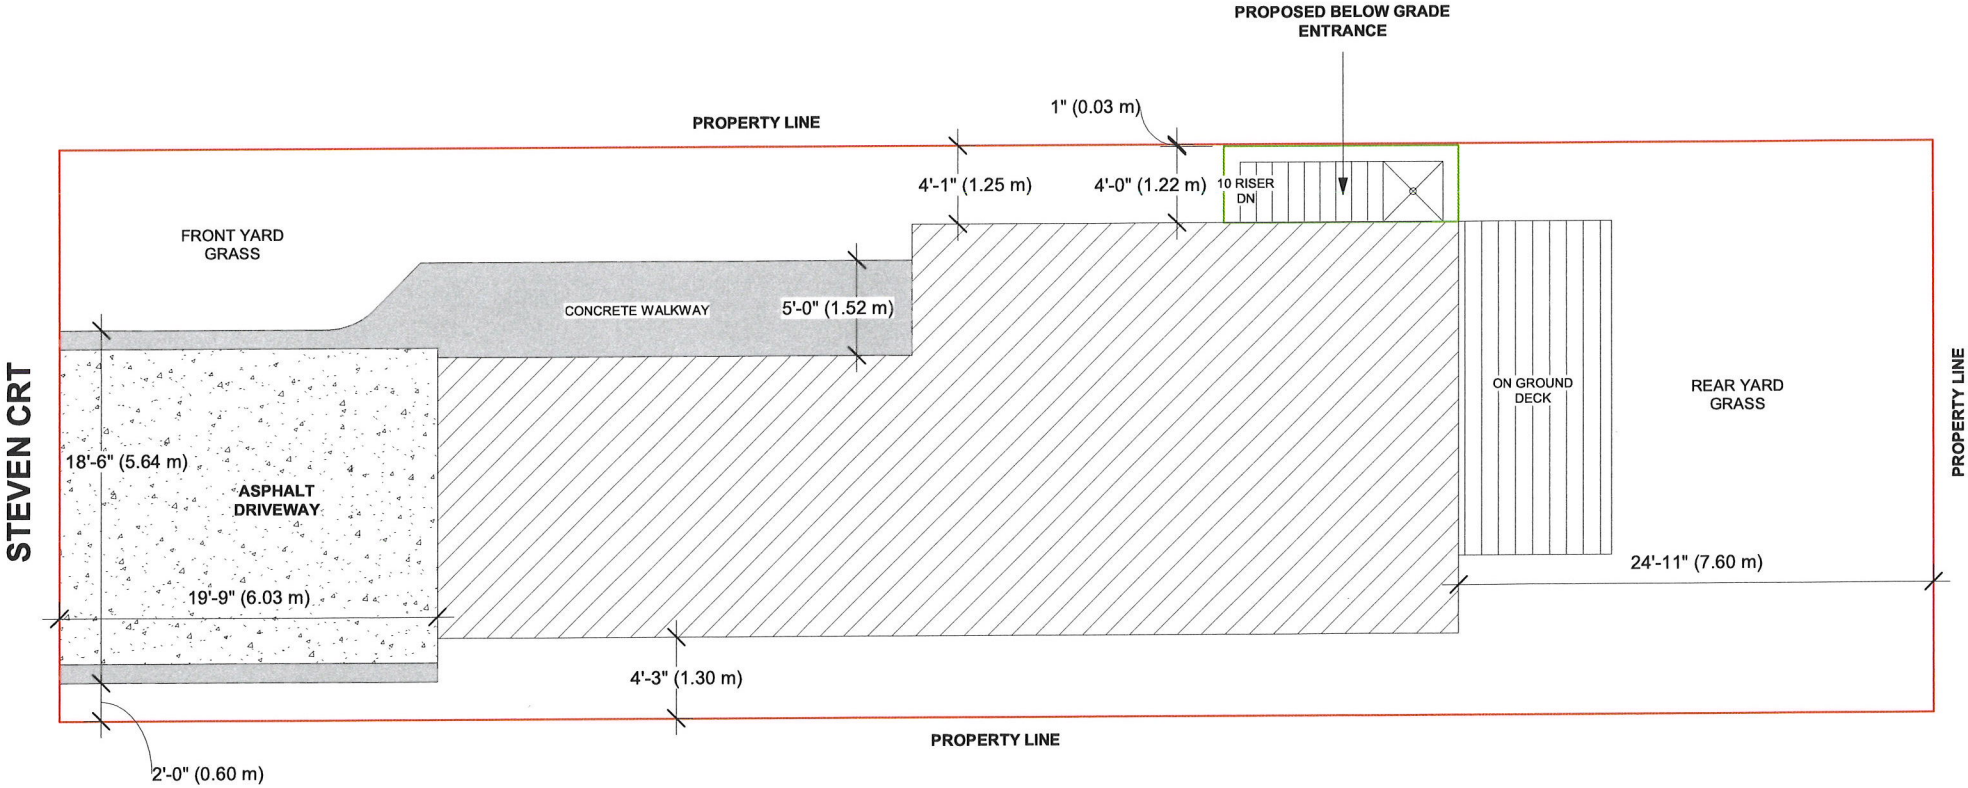 PROPOSED BELOW GRADE
ENTRANCE
1" (0.03 m)
PROPERTY LINE
4'-1" (1.25 m)
4'-0" (1.22 m)
10 RISER
DN
FRONT YARD
GRASS
CONCRETE WALKWAY
5'-0" (1.52 m)
STEVEN CRT
18'-6" (5.64 m)
ASPHALT
DRIVEWAY
19'-9" (6.03 m)
ON GROUND
DECK
REAR YARD
GRASS
PROPERTY LINE
24'-11" (7.60 m)
4'-3" (1.30 m)
PROPERTY LINE
2'-0" (0.60 m)